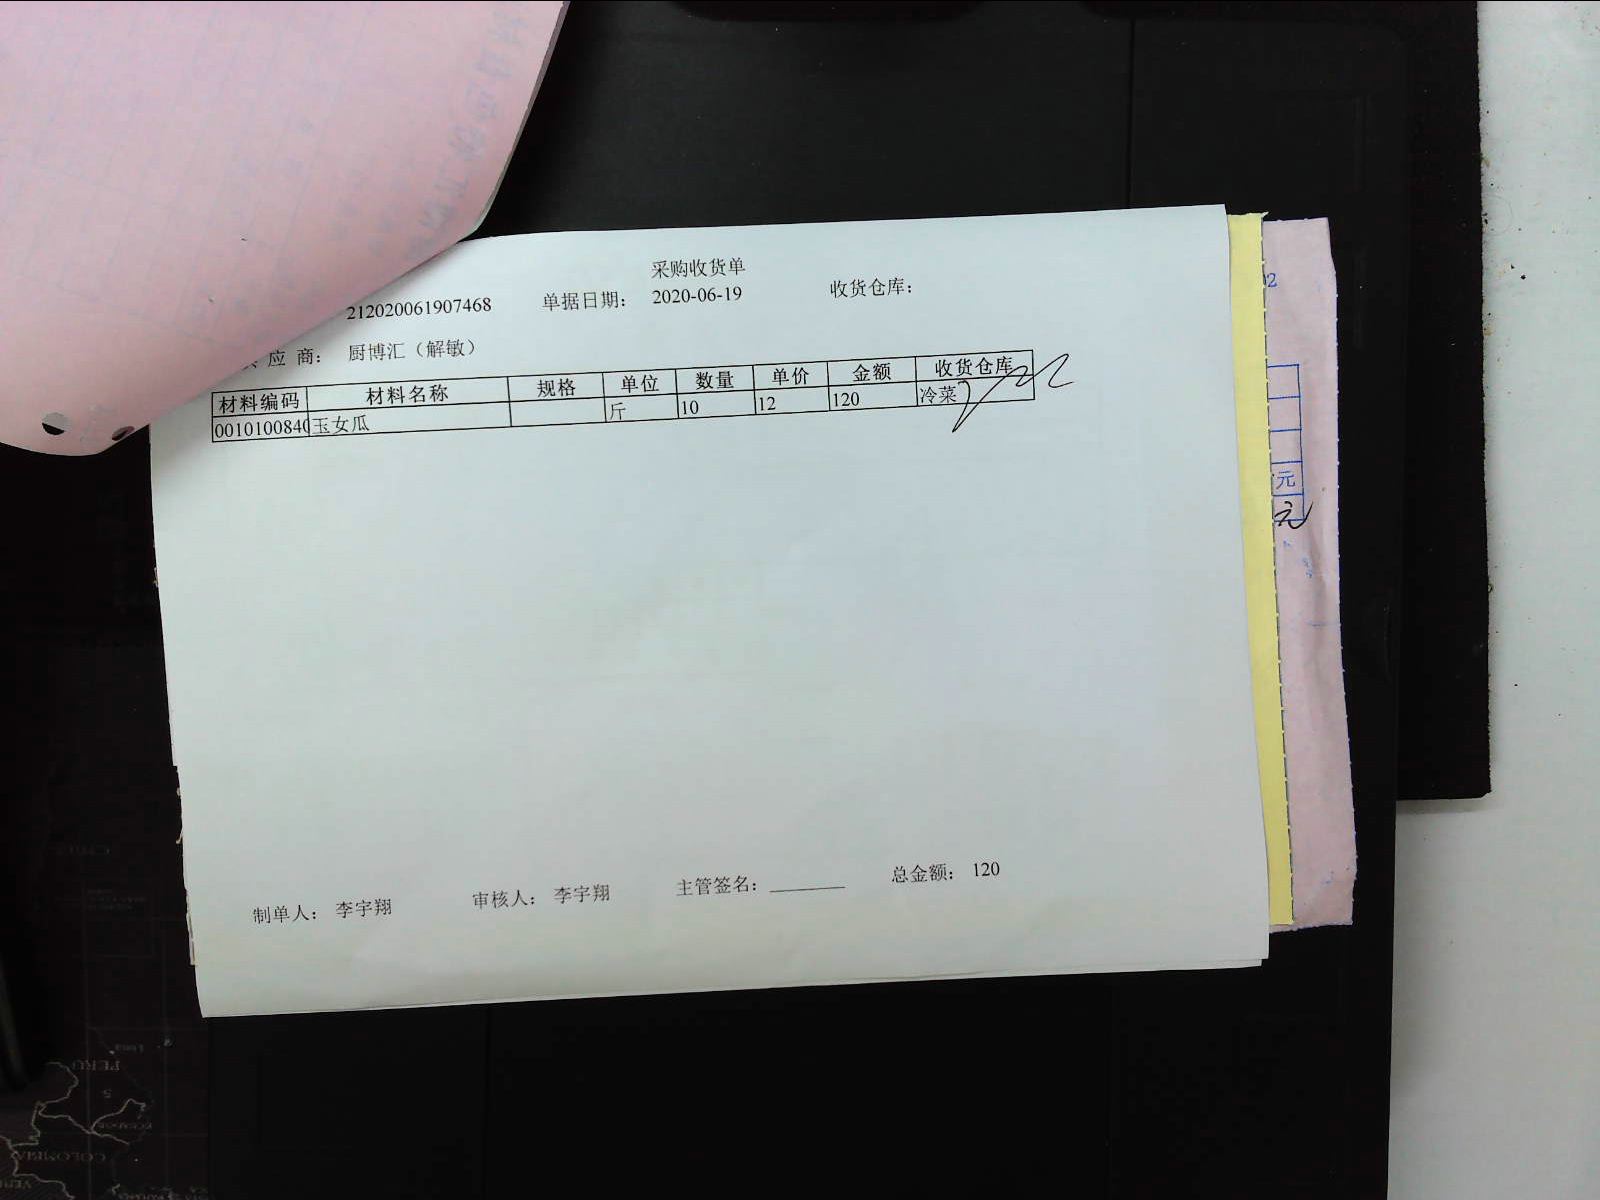 采购收货单
212020061907468 单据日期： 2020-06-19 收货仓库：
应 商： 厨博汇（解敏）
材料编码 材料名称 规格 单位 数量 单价 金额 收货仓库
0010100840 玉女瓜 斤 10 12 120 冷菜
制单人： 李宇翔 审核人： 李宇翔 主管签名： 总金额： 120
元
元